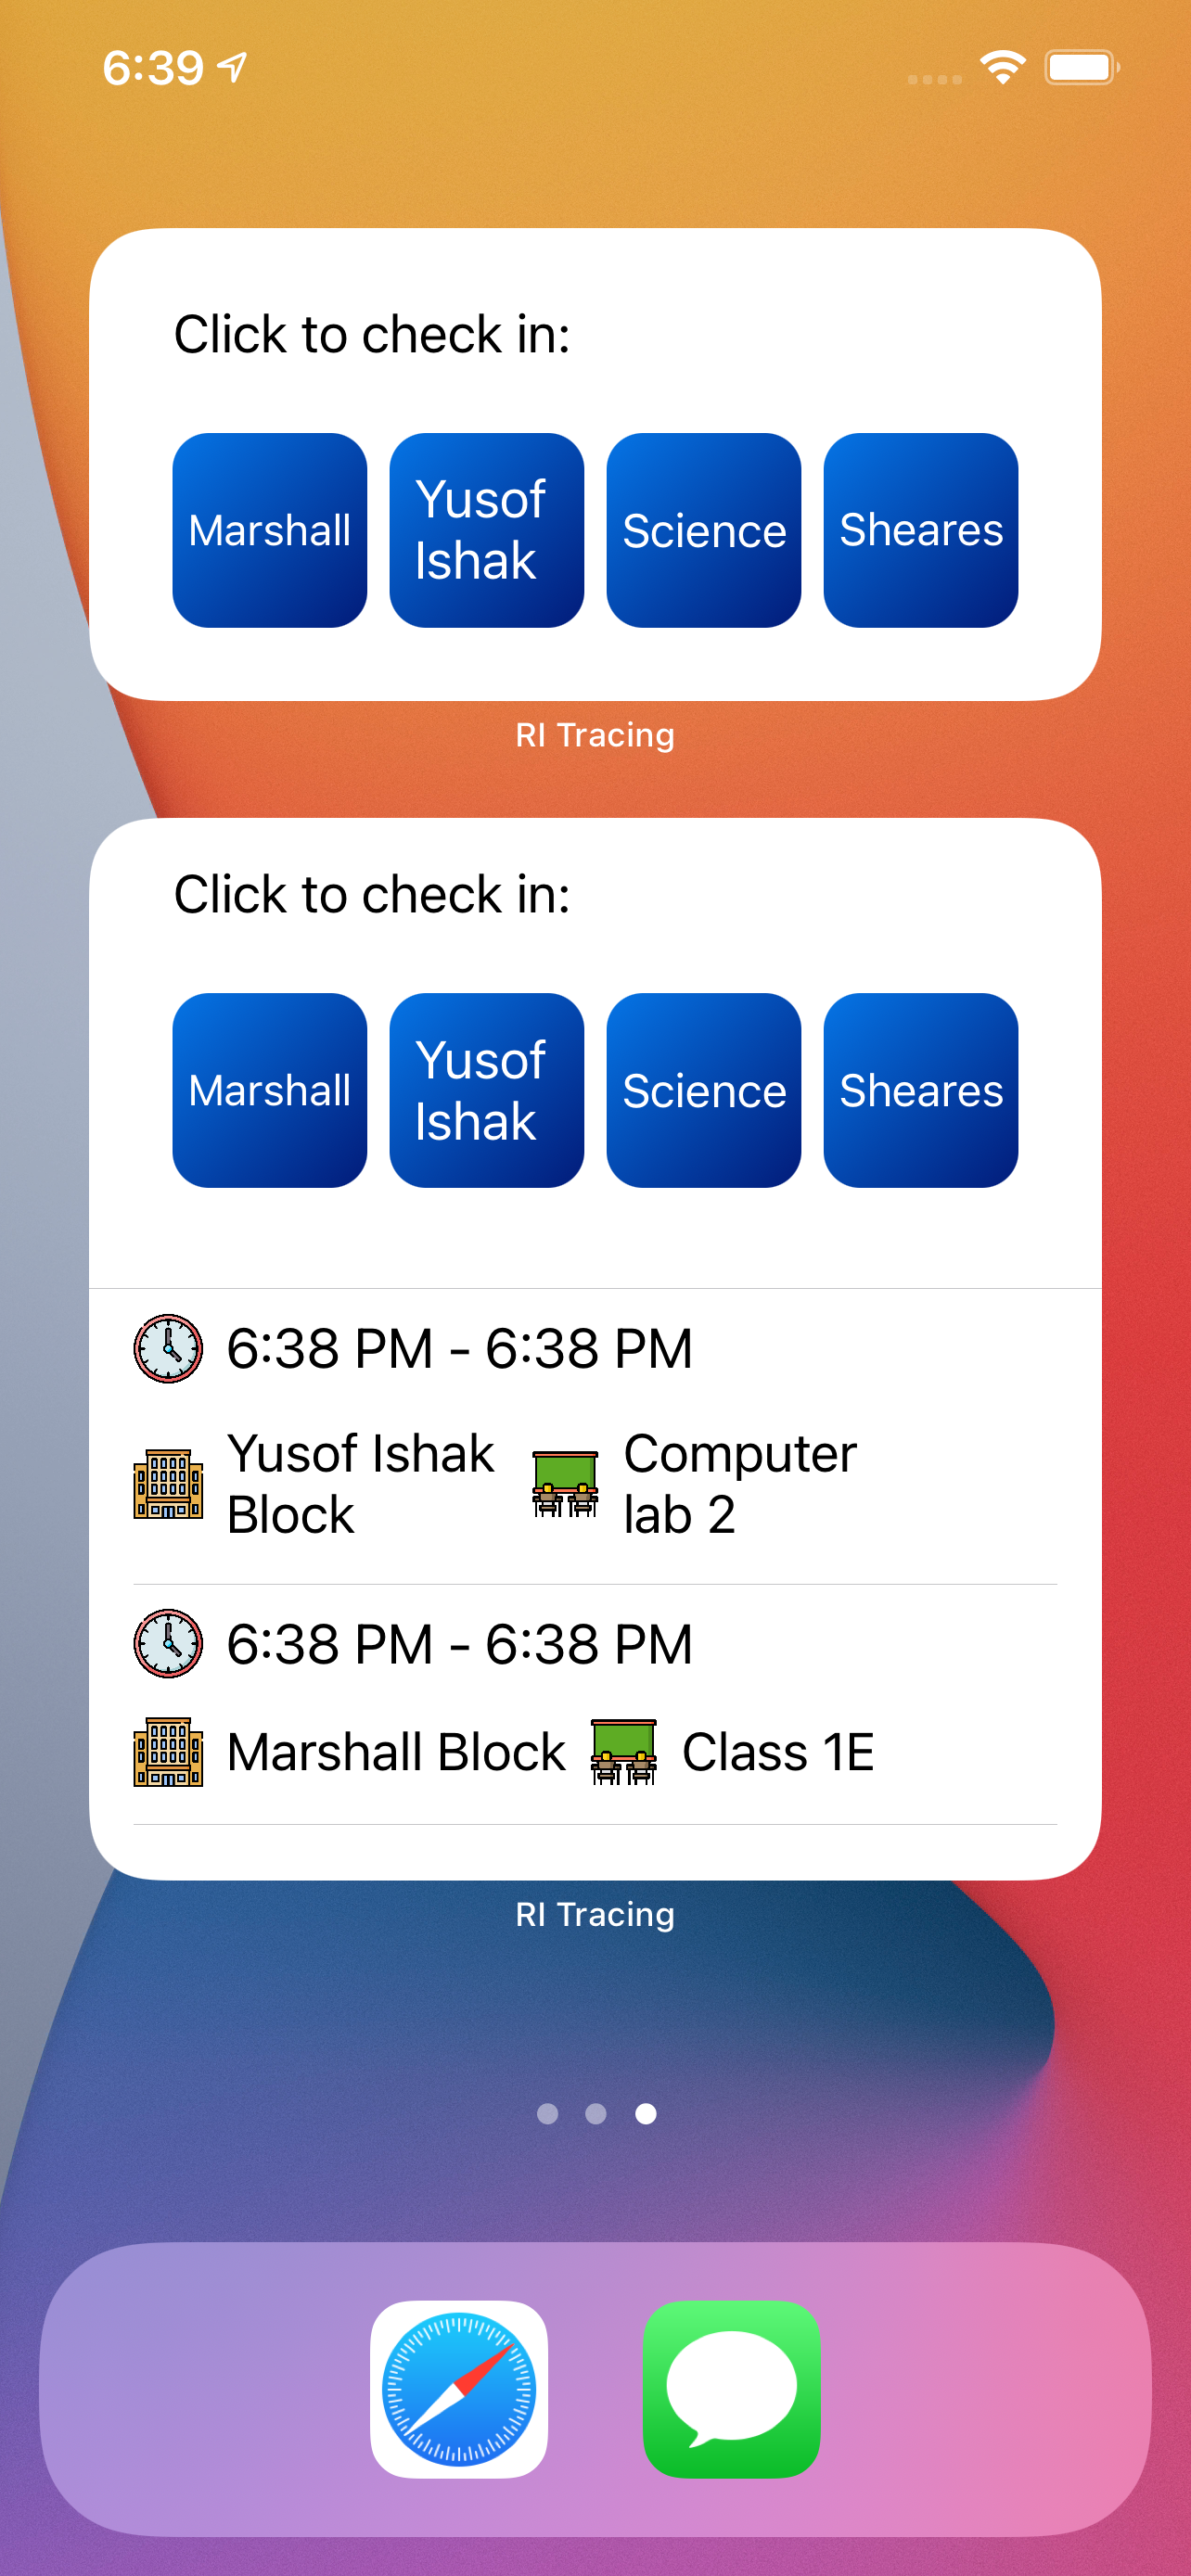 6:39
Click to check in:
Marshall
Yusof
Ishak
Science
Sheares
RI Tracing
Click to check in:
Marshall
Yusof
Ishak
Science
Sheares
6:38 PM - 6:38 PM
Yusof Ishak
Block
Computer
lab 2
6:38 PM - 6:38 PM
Marshall Block
Class 1E
RI Tracing